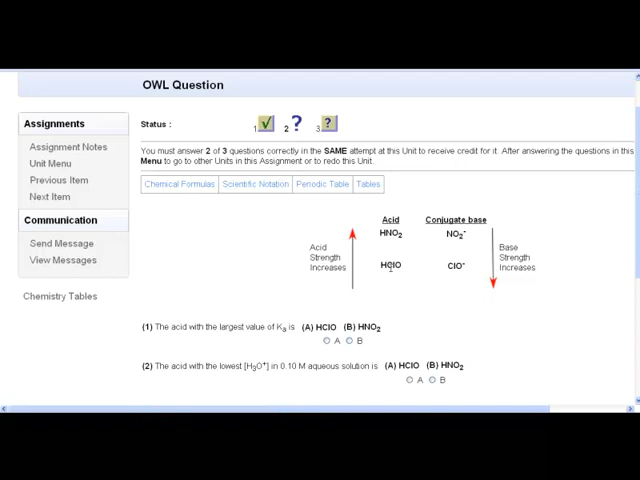 OWL Question
Assignments
Assignment Notes
Unit Menu
Previous Item
Next Item
Communication
Send Message
View Messages
Chemistry Tables
Status :
1 √ 2 ? 3 ?
You must answer 2 of 3 questions correctly in the SAME attempt at this Unit to receive credit for it. After answering the questions in this
Menu to go to other Units in this Assignment or to redo this Unit.
Chemical Formulas Scientific Notation Periodic Table Tables
Acid Conjugate base
HNO₂ NO₂⁻
Acid
Strength
Increases
HClO ClO⁻
Base
Strength
Increases
(1) The acid with the largest value of Kₐ is (A) HClO (B) HNO₂
A B
(2) The acid with the lowest [H₃O⁺] in 0.10 M aqueous solution is (A) HClO (B) HNO₂
A B